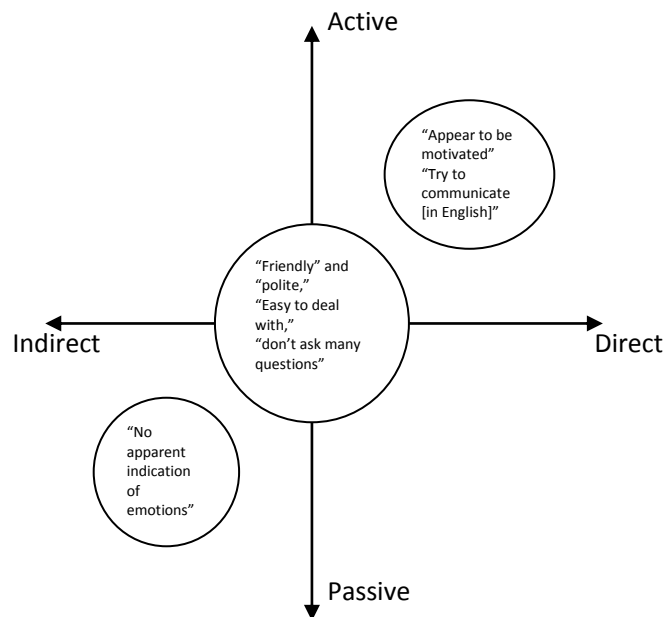 Active
“Appear to be
motivated”
“Try to
communicate
[in English]”
“Friendly” and
“polite,”
“Easy to deal
with,”
“don’t ask many
questions”
Indirect
Direct
“No
apparent
indication
of
emotions”
Passive